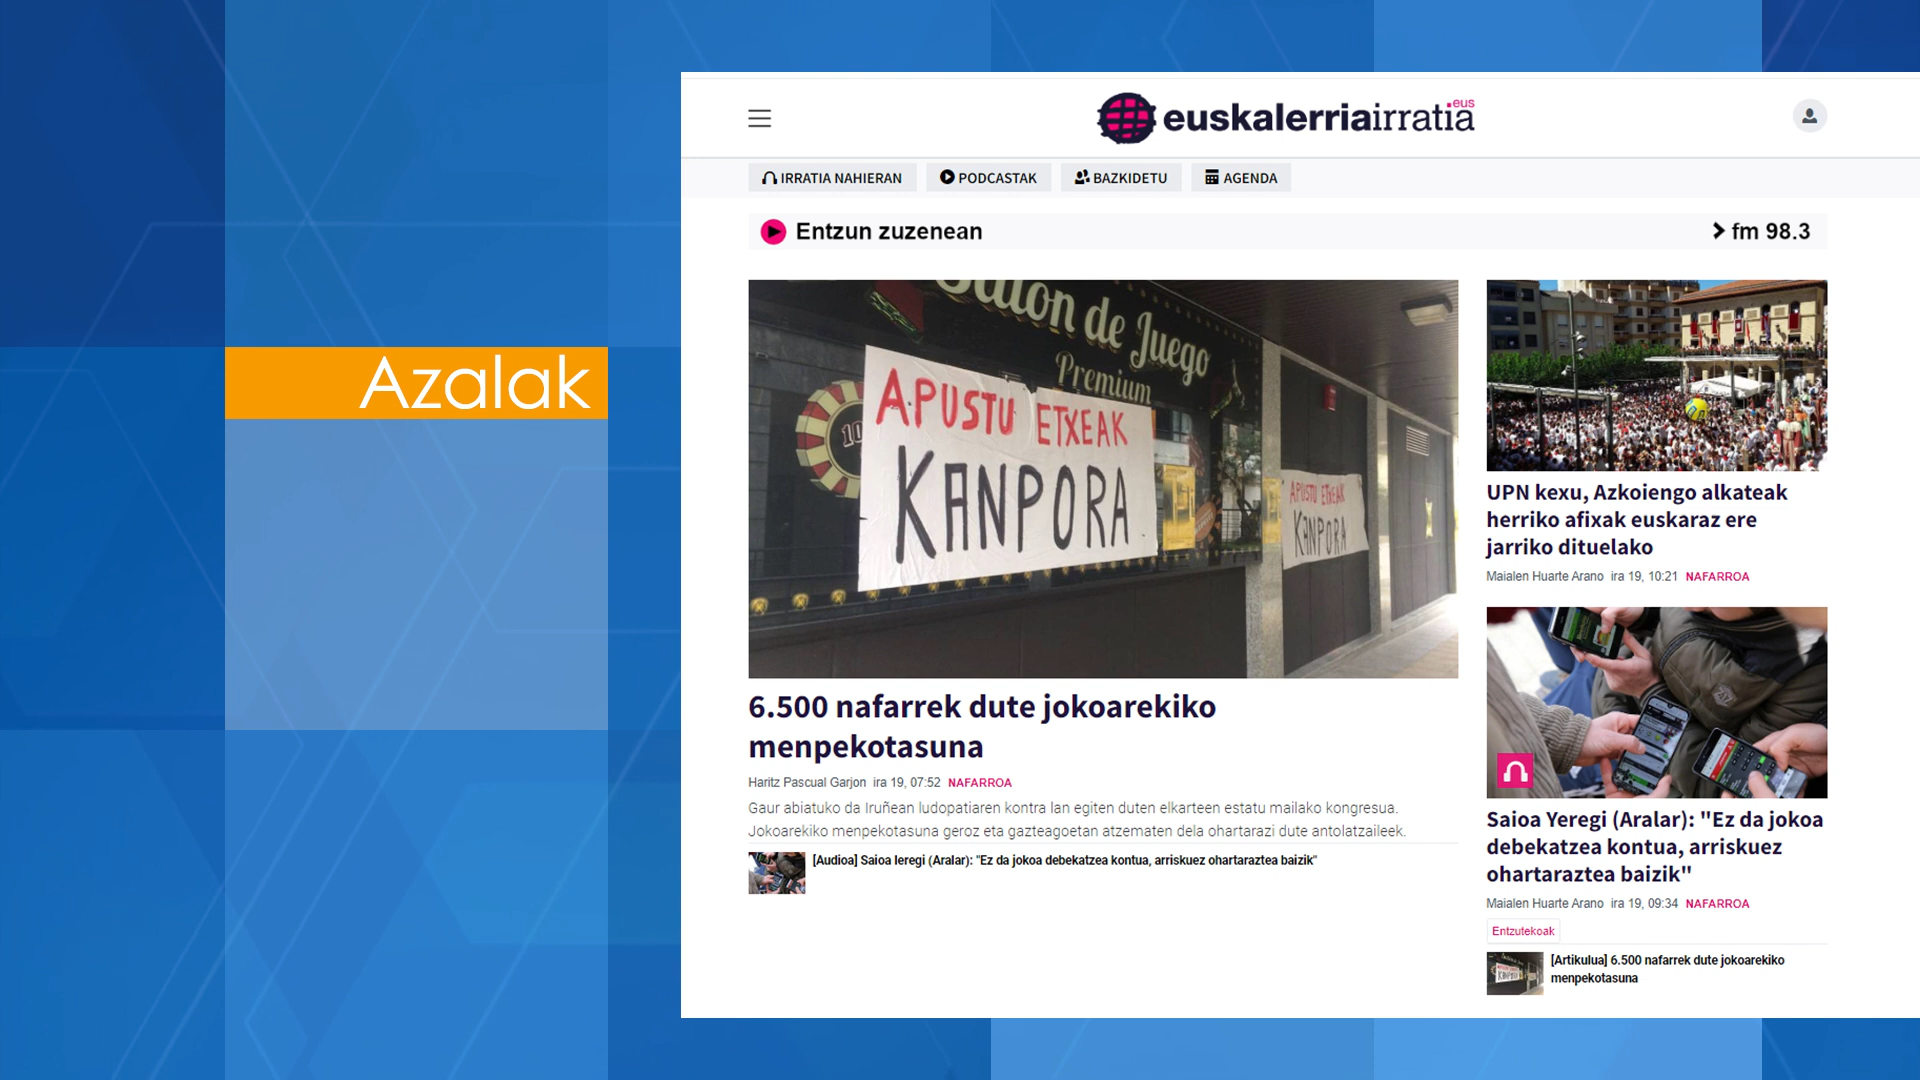 Azalak
euskalerriairratia.eus
IRRATIA NAHIERAN
PODCASTAK
BAZKIDETU
AGENDA
Entzun zuzenean
fm 98.3
Salon de Juego
Premium
APUSTU ETXEAK
KANPORA
APUSTU ETXEAK
KANPORA
6.500 nafarrek dute jokoarekiko
menpekotasuna
Haritz Pascual Garjon ira 19, 07:52 NAFARROA
Gaur abiatuko da Iruñean ludopatiaren kontra lan egiten duten elkarteen estatu mailako kongresua.
Jokoarekiko menpekotasuna geroz eta gazteagoetan atzematen dela ohartarazi dute antolatzaileek.
[Audioa] Saioa Ieregi (Aralar): "Ez da jokoa debekatzea kontua, arriskuez ohartaraztea baizik"
UPN kexu, Azkoiengo alkateak
herriko afixak euskaraz ere
jarriko dituelako
Maialen Huarte Arano ira 19, 10:21 NAFARROA
Saioa Yeregi (Aralar): "Ez da jokoa
debekatzea kontua, arriskuez
ohartaraztea baizik"
Maialen Huarte Arano ira 19, 09:34 NAFARROA
Entzutekoak
[Artikulua] 6.500 nafarrek dute jokoarekiko
menpekotasuna